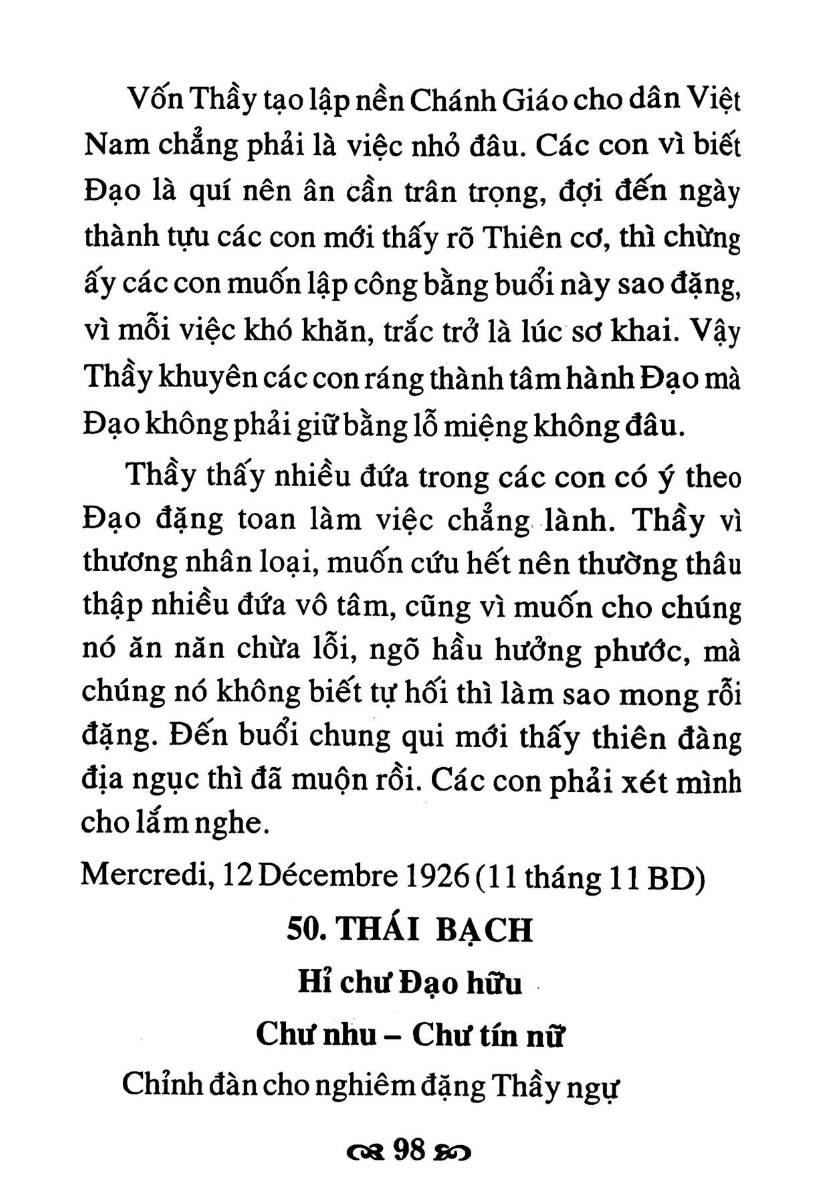 Vốn Thầy tạo lập nền Chánh Giáo cho dân Việt
Nam chẳng phải là việc nhỏ đâu. Các con vì biết
Đạo là quí nên ân cần trân trọng, đợi đến ngày
thành tựu các con mới thấy rõ Thiên cơ, thì chừng
ấy các con muốn lập công bằng buổi này sao đặng,
vì mỗi việc khó khăn, trắc trở là lúc sơ khai. Vậy
Thầy khuyên các con ráng thành tâm hành Đạo mà
Đạo không phải giữ bằng lỗ miệng không đâu.
Thầy thấy nhiều đứa trong các con có ý theo
Đạo đặng toan làm việc chẳng lành. Thầy vì
thương nhân loại, muốn cứu hết nên thường thâu
thập nhiều đứa vô tâm, cũng vì muốn cho chúng
nó ăn năn chừa lỗi, ngõ hầu hưởng phước, mà
chúng nó không biết tự hối thì làm sao mong rỗi
đặng. Đến buổi chung qui mới thấy thiên đàng
địa ngục thì đã muộn rồi. Các con phải xét mình
cho lắm nghe.
Mercredi, 12 Décembre 1926 (11 tháng 11 BD)
50. THÁI BẠCH
Hỉ chư Đạo hữu
Chư nhu – Chư tín nữ
Chỉnh đàn cho nghiêm đặng Thầy ngự
98